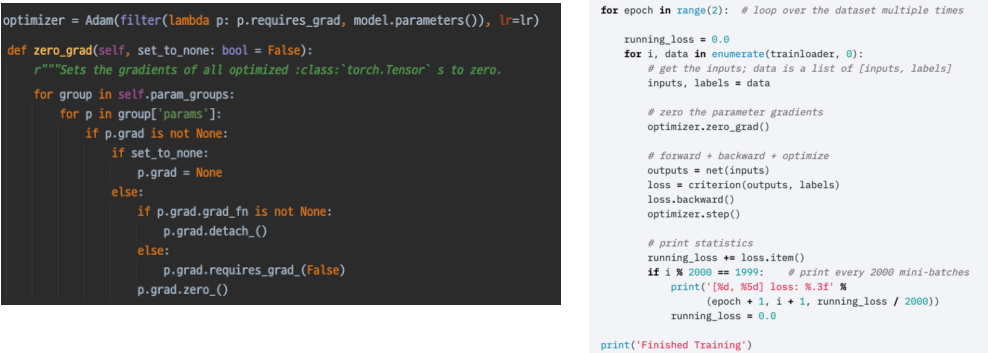 optimizer = Adam(filter(lambda p: p.requires_grad, model.parameters()), lr=lr)
def zero_grad(self, set_to_none: bool = False):
    r"""Sets the gradients of all optimized :class:`torch.Tensor` s to zero.
    for group in self.param_groups:
        for p in group['params']:
            if p.grad is not None:
                if set_to_none:
                    p.grad = None
                else:
                    if p.grad.grad_fn is not None:
                        p.grad.detach_()
                    else:
                        p.grad.requires_grad_(False)
                    p.grad.zero_()
for epoch in range(2):  # loop over the dataset multiple times
    running_loss = 0.0
    for i, data in enumerate(trainloader, 0):
        # get the inputs; data is a list of [inputs, labels]
        inputs, labels = data
        # zero the parameter gradients
        optimizer.zero_grad()
        # forward + backward + optimize
        outputs = net(inputs)
        loss = criterion(outputs, labels)
        loss.backward()
        optimizer.step()
        # print statistics
        running_loss += loss.item()
        if i % 2000 == 1999:    # print every 2000 mini-batches
            print('[%d, %5d] loss: %.3f' %
                  (epoch + 1, i + 1, running_loss / 2000))
            running_loss = 0.0
print('Finished Training')